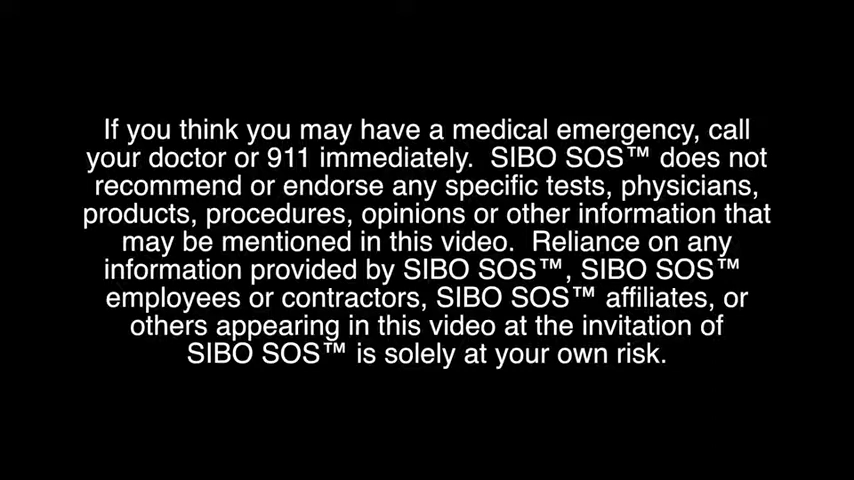 If you think you may have a medical emergency, call
your doctor or 911 immediately.  SIBO SOS™ does not
recommend or endorse any specific tests, physicians,
products, procedures, opinions or other information that
may be mentioned in this video.  Reliance on any
information provided by SIBO SOS™, SIBO SOS™
employees or contractors, SIBO SOS™ affiliates, or
others appearing in this video at the invitation of
SIBO SOS™ is solely at your own risk.